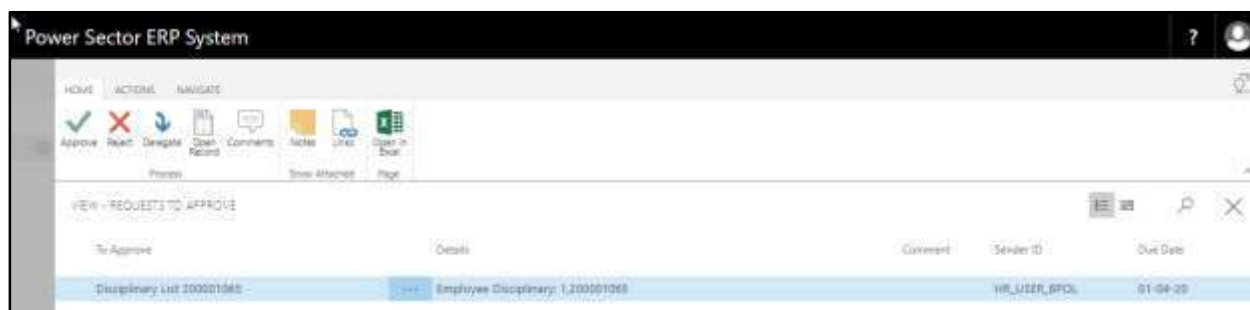 Power Sector ERP System ?
HOME ACTIONS NAVIGATE
Approve Reject Delegate Open Record Comments Notes Links Open in Excel
Process Show Attached Page
VIEW - REQUESTS TO APPROVE
To Approve Details Comment Sender ID Due Date
Disciplinary List 200001065 ... Employee Disciplinary: 1,200001065 HR_USER_BPOL 01-04-20